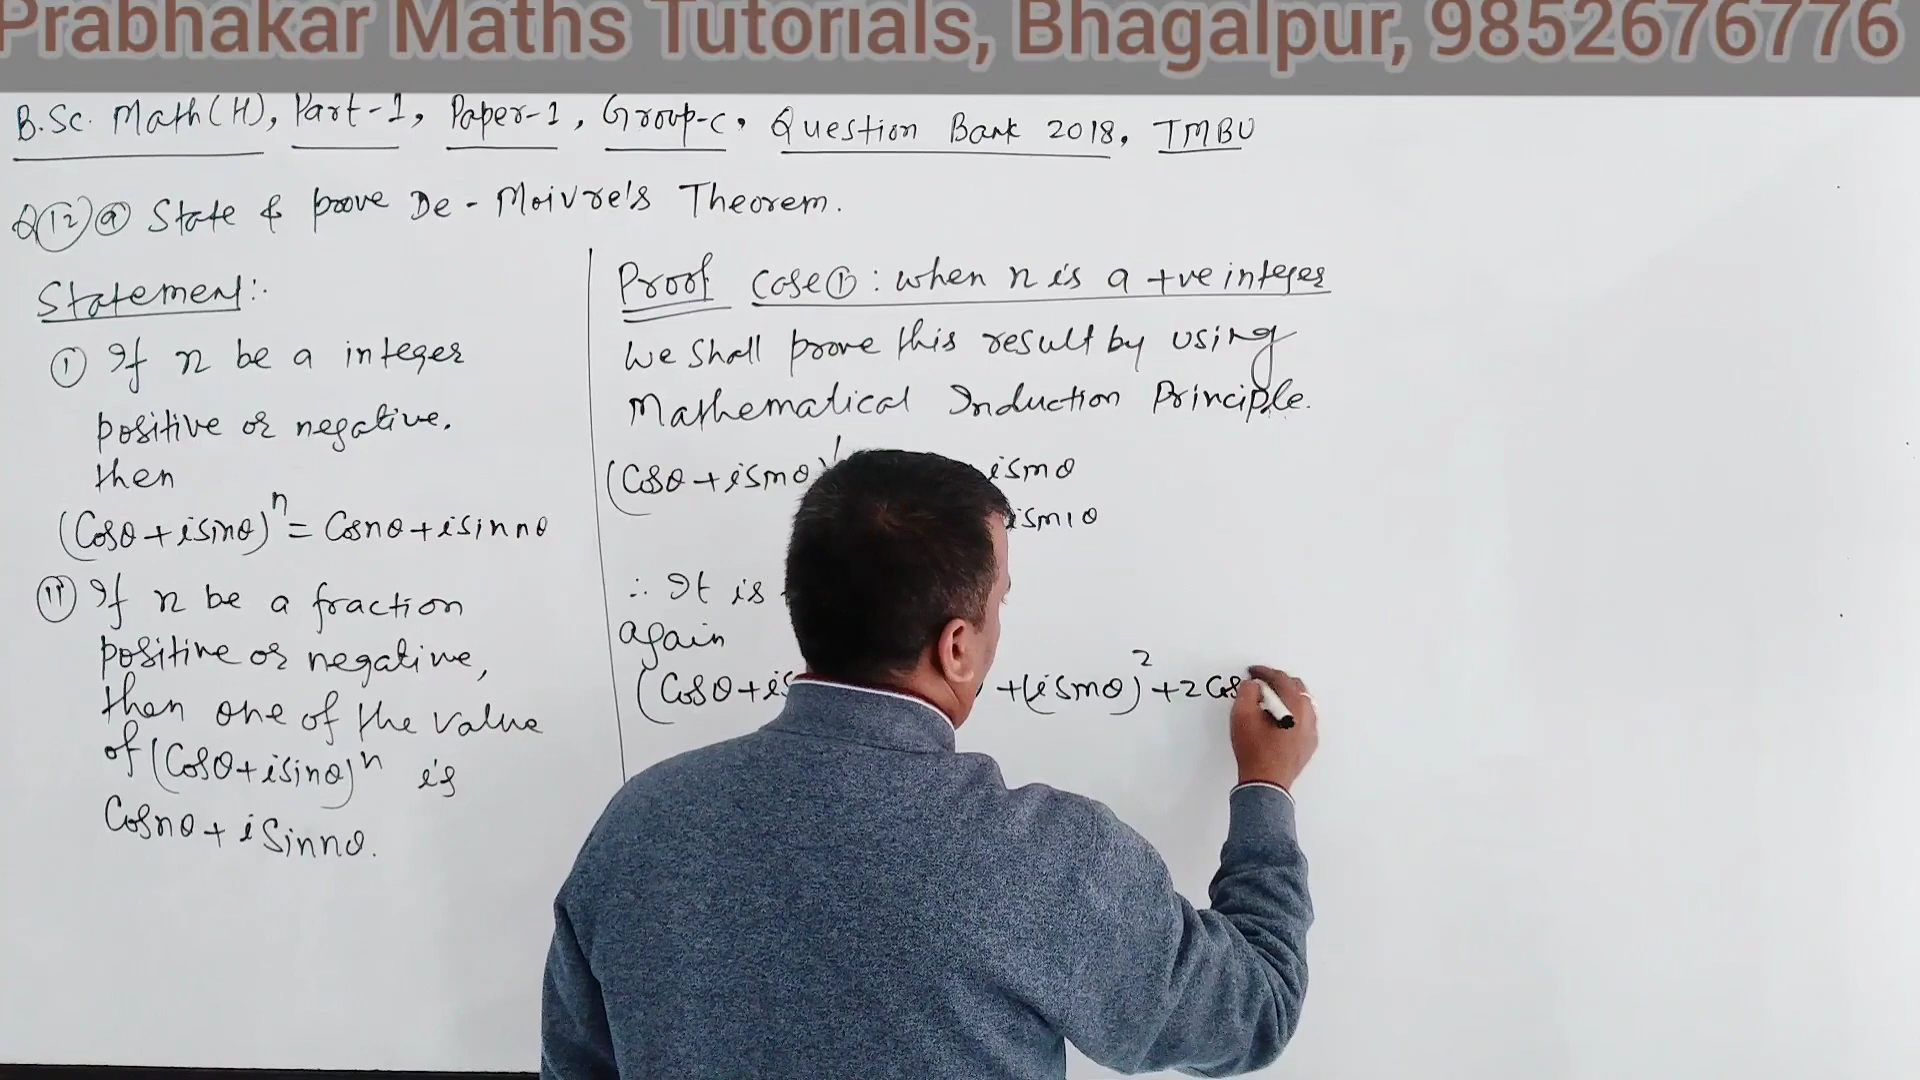 Prabhakar Maths Tutorials, Bhagalpur, 9852676776
B.Sc. Math(H), Part-1, Paper-1, Group-C, Question Bank 2018, TMBU
Q(12)(a) State & prove De-Moivre's Theorem.
Statement:-
(i) If n be a integer
positive or negative.
then
(Cosθ+isinθ)^n = Cosnθ+isinnθ
(ii) If n be a fraction
positive or negative,
then one of the value
of (Cosθ+isinθ)^n is
Cosnθ + iSinnθ.
Proof Case(1): when n is a +ve integer
We Shall prove this result by using
Mathematical Induction Principle.
(Cosθ+isinθ)^1 isinθ
isin1θ
∴ It is
again
(Cosθ+is +(isinθ)^2 +2Cos